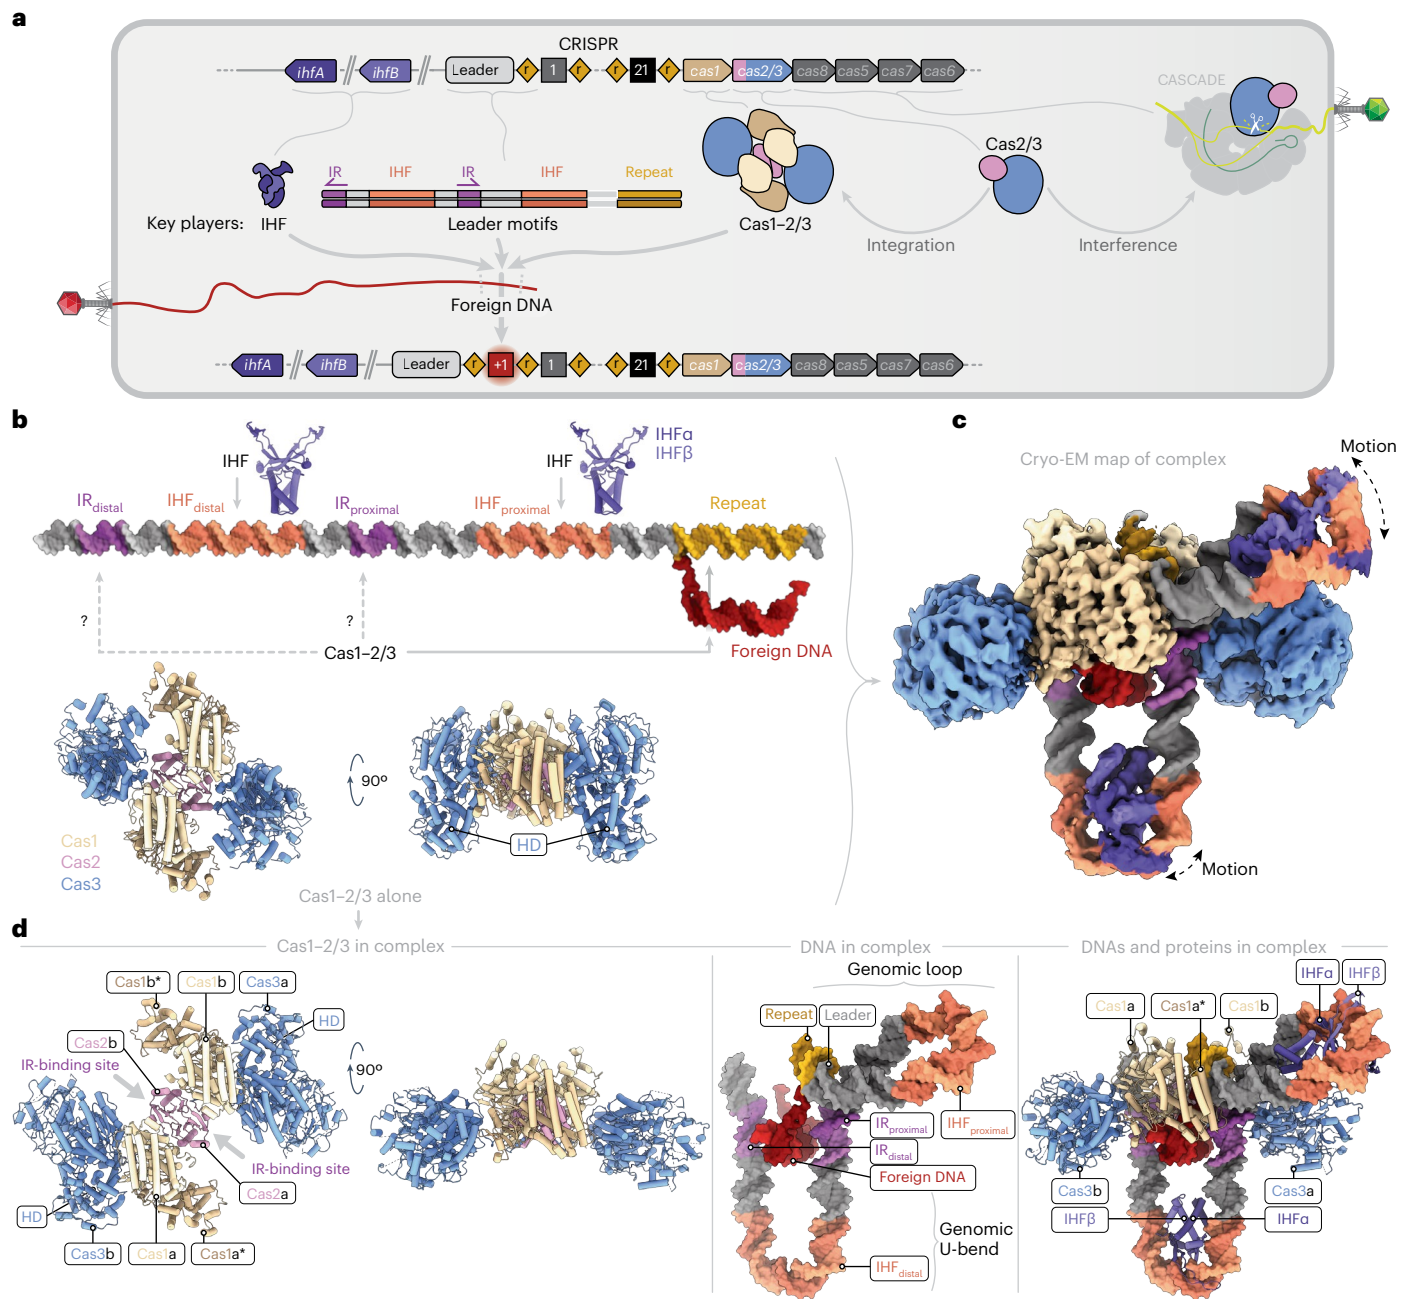 a
CRISPR
ihfA
ihfB
Leader
r
1
r
r
21
r
cas1
cas2/3
cas8
cas5
cas7
cas6
CASCADE
Cas2/3
IR
IHF
IR
IHF
Repeat
Key players:
IHF
Leader motifs
Cas1–2/3
Integration
Interference
Foreign DNA
ihfA
ihfB
Leader
r
+1
r
1
r
r
21
r
cas1
cas2/3
cas8
cas5
cas7
cas6
b
IHF
IHF
IHFα
IHFβ
IRdistal
IHFdistal
IRproximal
IHFproximal
Repeat
?
?
Cas1–2/3
Foreign DNA
90º
HD
Cas1
Cas2
Cas3
Cas1–2/3 alone
c
Cryo-EM map of complex
Motion
Motion
d
Cas1–2/3 in complex
Cas1b*
Cas1b
Cas3a
HD
Cas2b
IR-binding site
90º
IR-binding site
Cas2a
HD
Cas3b
Cas1a
Cas1a*
DNA in complex
Genomic loop
Repeat
Leader
IRproximal
IHFproximal
IRdistal
Foreign DNA
Genomic
U-bend
IHFdistal
DNAs and proteins in complex
IHFα
IHFβ
Cas1a
Cas1a*
Cas1b
Cas3b
Cas3a
IHFβ
IHFα